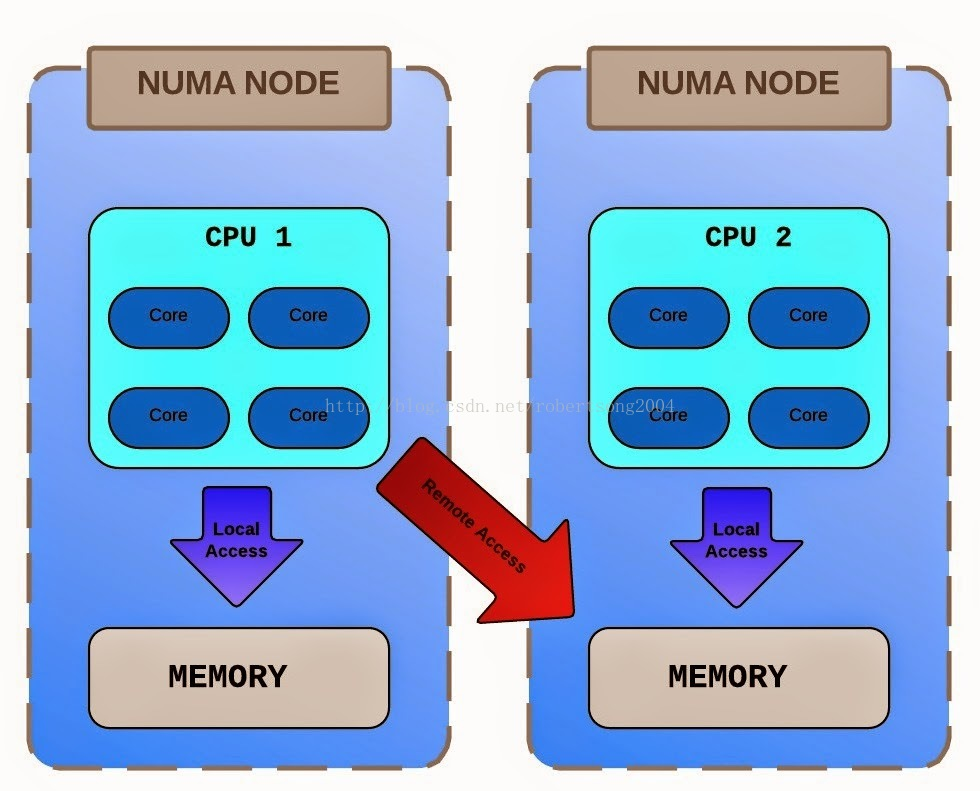 NUMA NODE
NUMA NODE
CPU 1
Core
Core
Core
Core
CPU 2
Core
Core
Core
Core
http://blog.csdn.net/robertsong2004
Local
Access
Remote Access
Local
Access
MEMORY
MEMORY